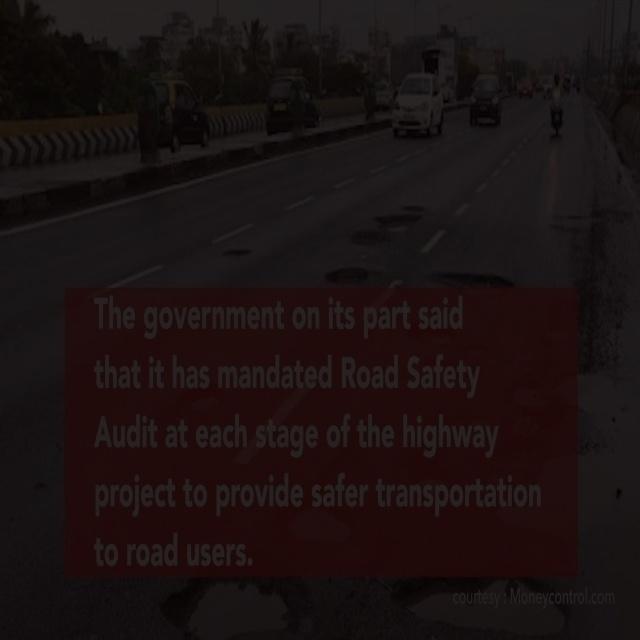 The government on its part said
that it has mandated Road Safety
Audit at each stage of the highway
project to provide safer transportation
to road users.
courtesy : Moneycontrol.com